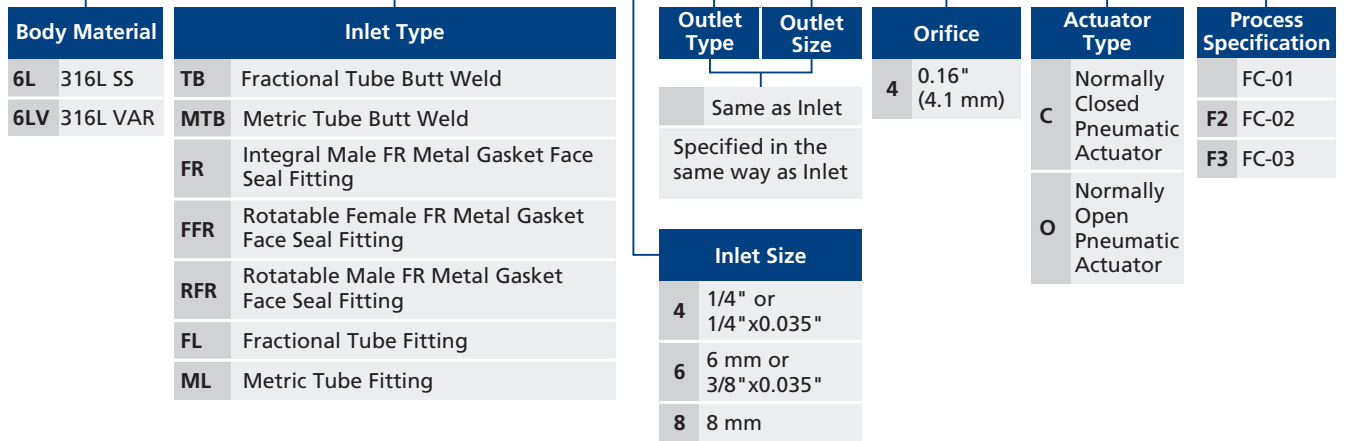 Body Material
6L 316L SS
6LV 316L VAR
Inlet Type
TB Fractional Tube Butt Weld
MTB Metric Tube Butt Weld
FR Integral Male FR Metal Gasket Face
Seal Fitting
FFR Rotatable Female FR Metal Gasket
Face Seal Fitting
RFR Rotatable Male FR Metal Gasket
Face Seal Fitting
FL Fractional Tube Fitting
ML Metric Tube Fitting
Outlet
Type
Outlet
Size
Same as Inlet
Specified in the
same way as Inlet
Inlet Size
4 1/4" or
1/4"x0.035"
6 6 mm or
3/8"x0.035"
8 8 mm
Orifice
4 0.16"
(4.1 mm)
Actuator
Type
C Normally
Closed
Pneumatic
Actuator
O Normally
Open
Pneumatic
Actuator
Process
Specification
FC-01
F2 FC-02
F3 FC-03